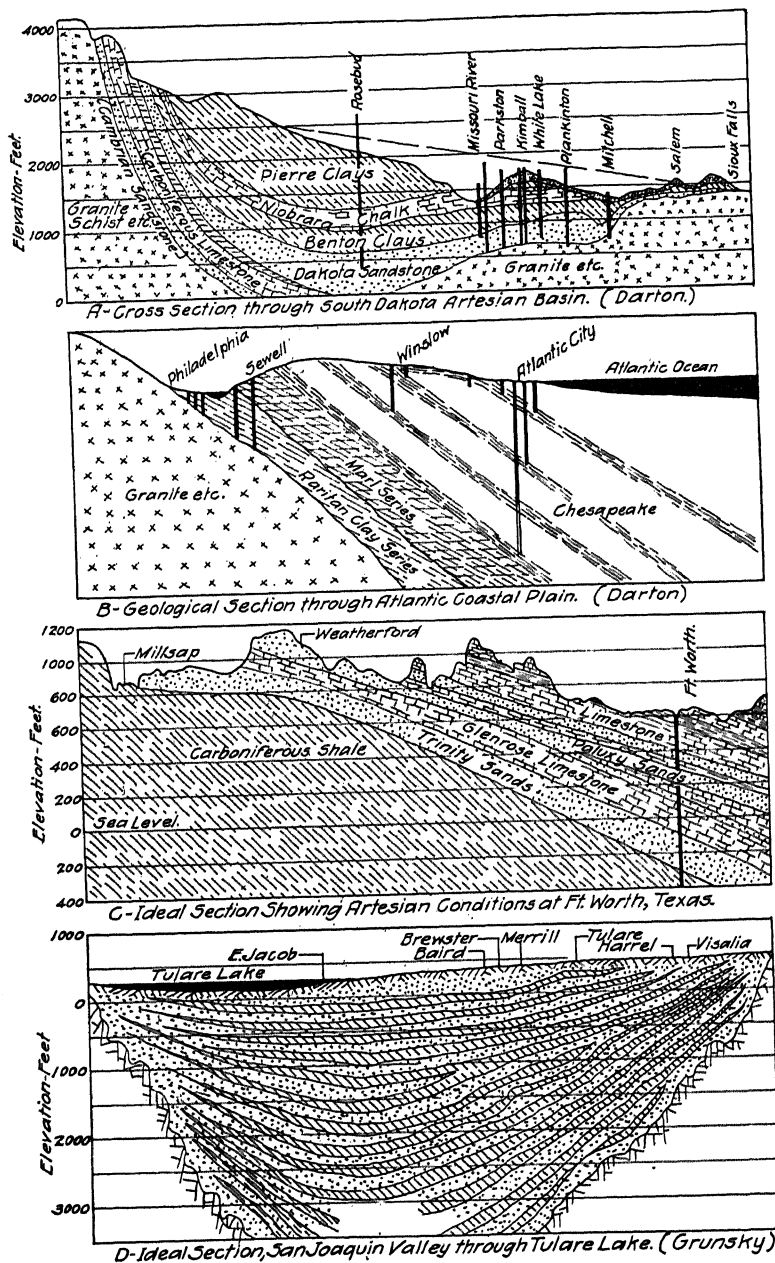 4000
3000
2000
1000
0
Elevation-Feet
Rosebud
Missouri River
Parkston
Kimball
White Lake
Plankinton
Mitchell
Salem
Sioux Falls
Pierre Clays
Niobrara Chalk
Benton Clays
Dakota Sandstone
Carboniferous Limestone
Cambrian Sandstone
Granite
Schist etc.
Granite etc.
A-Cross Section through South Dakota Artesian Basin. (Darton.)
Philadelphia
Sewell
Winslow
Atlantic City
Atlantic Ocean
Granite etc.
Marl Series
Raritan Clay Series
Chesapeake
B-Geological Section through Atlantic Coastal Plain. (Darton)
1200
1000
800
600
400
200
0
200
400
Elevation-Feet.
Millsap
Weatherford
Ft. Worth.
Carboniferous Shale
Limestone
Paluxy Sands
Glenrose Limestone
Trinity Sands
Sea Level.
C-Ideal Section Showing Artesian Conditions at Ft. Worth, Texas.
1000
0
1000
2000
3000
Elevation-Feet
Tulare Lake
E.Jacob
Brewster
Baird
Merrill
Tulare
Harrel
Visalia
D-Ideal Section, San Joaquin Valley through Tulare Lake. (Grunsky)